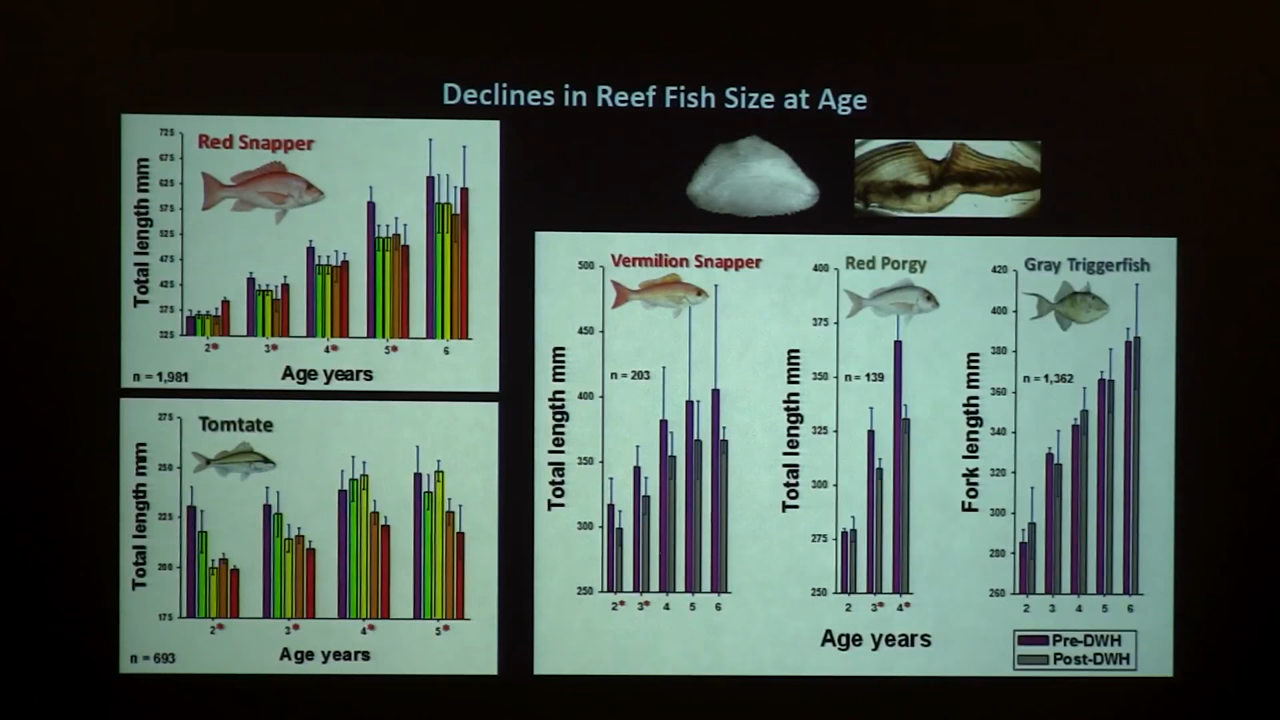 Declines in Reef Fish Size at Age
Red Snapper
Total length mm
725
675
625
575
525
475
425
375
325
2* 3* 4* 5* 6
n = 1,981
Age years
Tomtate
Total length mm
275
250
225
200
175
2* 3* 4* 5*
n = 693
Age years
Vermilion Snapper
Total length mm
500
450
400
350
300
250
n = 203
2* 3* 4 5 6
Red Porgy
Total length mm
400
375
350
325
300
275
250
n = 139
2 3* 4*
Gray Triggerfish
Fork length mm
420
400
380
360
340
320
300
280
260
n = 1,362
2 3 4 5 6
Age years
Pre-DWH
Post-DWH